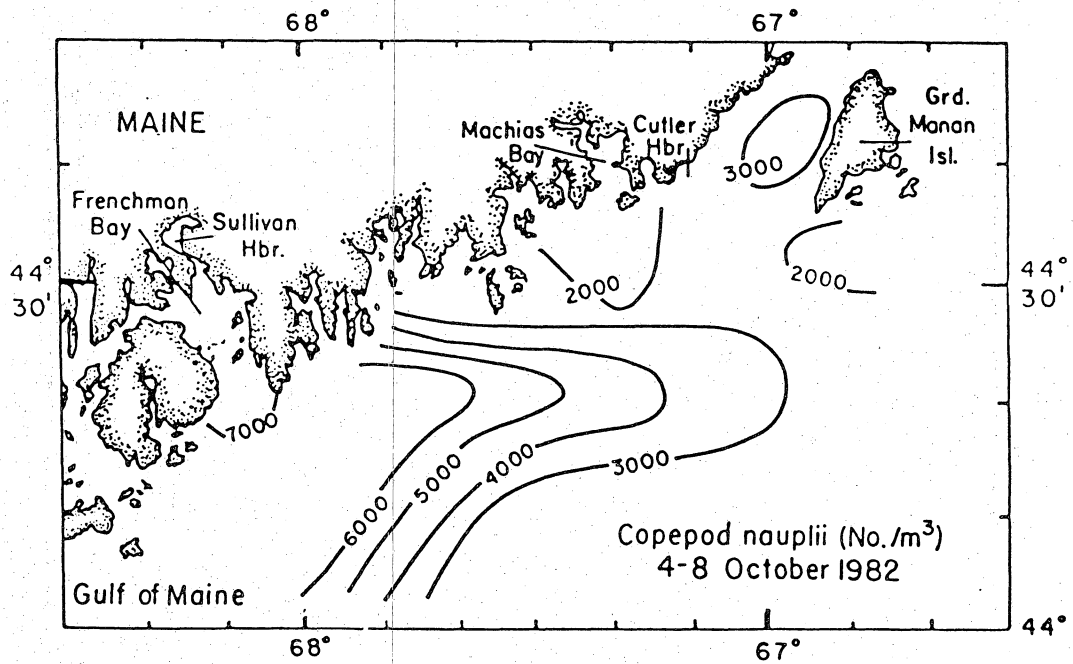 68°
67°
MAINE
Machias
Bay
Cutler
Hbr.
Grd.
Manan
Isl.
3000
Frenchman
Bay
Sullivan
Hbr.
44°
30'
2000
2000
44°
30'
7000
6000
5000
4000
3000
Copepod nauplii (No./m³)
4-8 October 1982
Gulf of Maine
44°
68°
67°